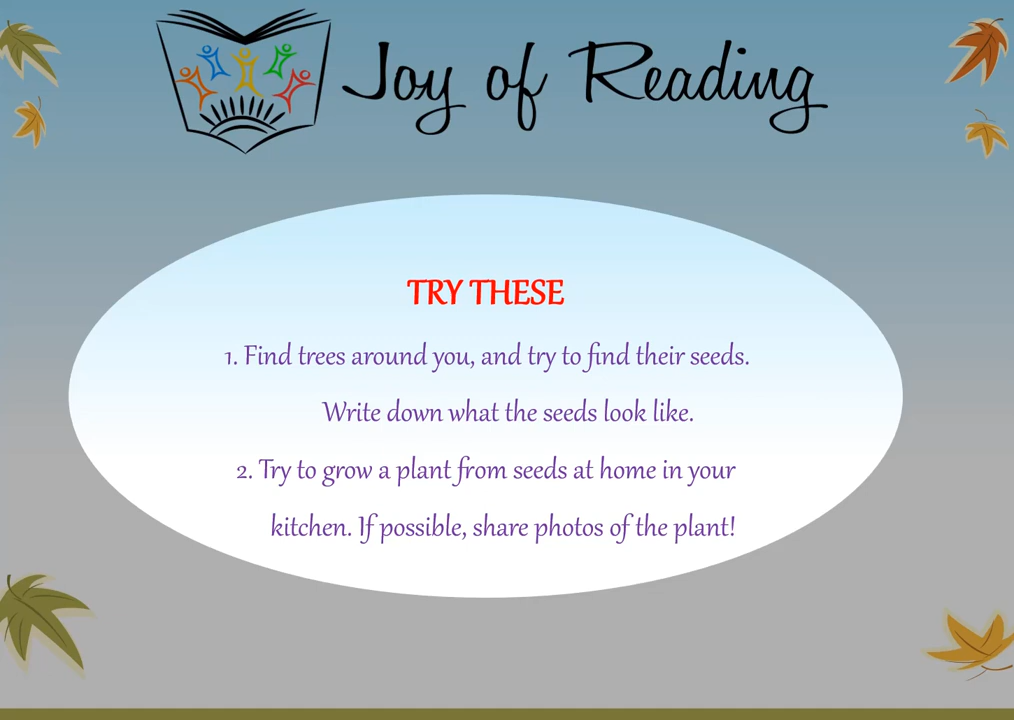 Joy of Reading
TRY THESE
1. Find trees around you, and try to find their seeds.
Write down what the seeds look like.
2. Try to grow a plant from seeds at home in your
kitchen. If possible, share photos of the plant!